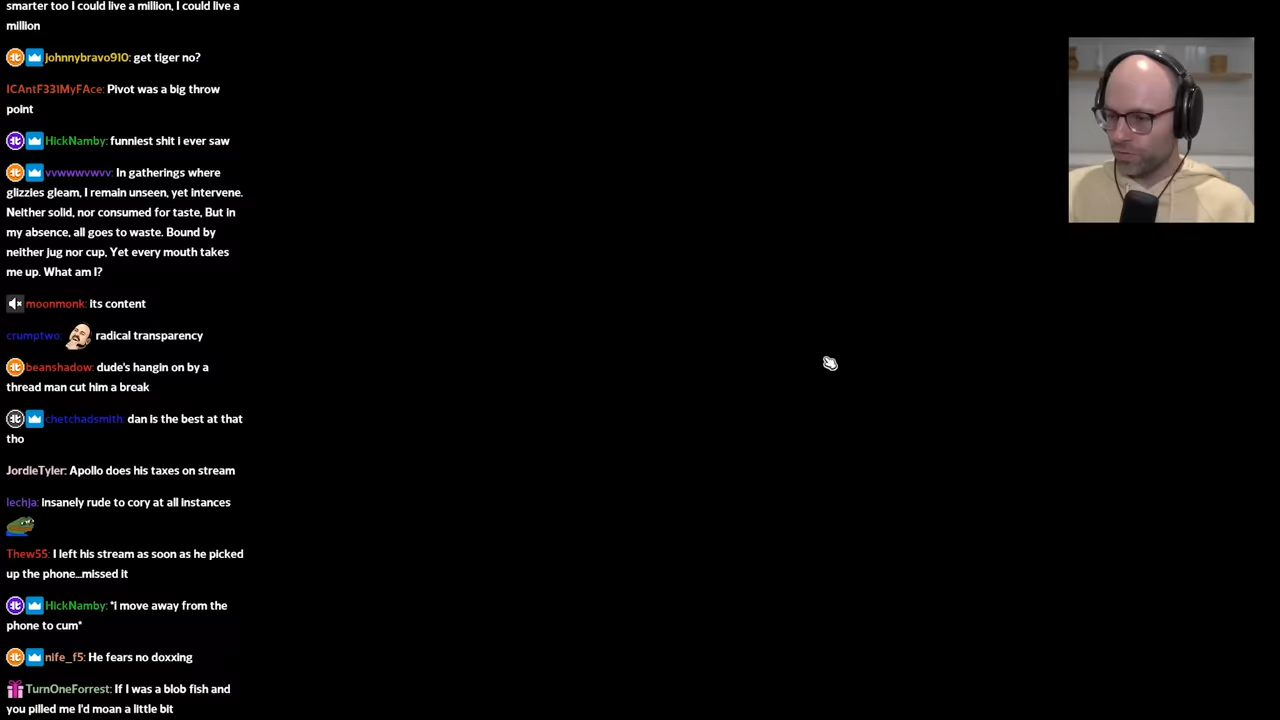 smarter too I could live a million, I could live a
million
johnnybravo910: get tiger no?
ICAntF331MyFAce: Pivot was a big throw
point
HickNamby: funniest shit i ever saw
vvwwwvwvv: In gatherings where
glizzies gleam, I remain unseen, yet intervene.
Neither solid, nor consumed for taste, But in
my absence, all goes to waste. Bound by
neither jug nor cup, Yet every mouth takes
me up. What am I?
moonmonk: its content
crumptwo: radical transparency
beanshadow: dude's hangin on by a
thread man cut him a break
chetchadsmith: dan is the best at that
tho
JordieTyler: Apollo does his taxes on stream
lechja: insanely rude to cory at all instances
Thew55: I left his stream as soon as he picked
up the phone...missed it
HickNamby: *i move away from the
phone to cum*
nife_f5: He fears no doxxing
TurnOneForrest: If I was a blob fish and
you pilled me I'd moan a little bit